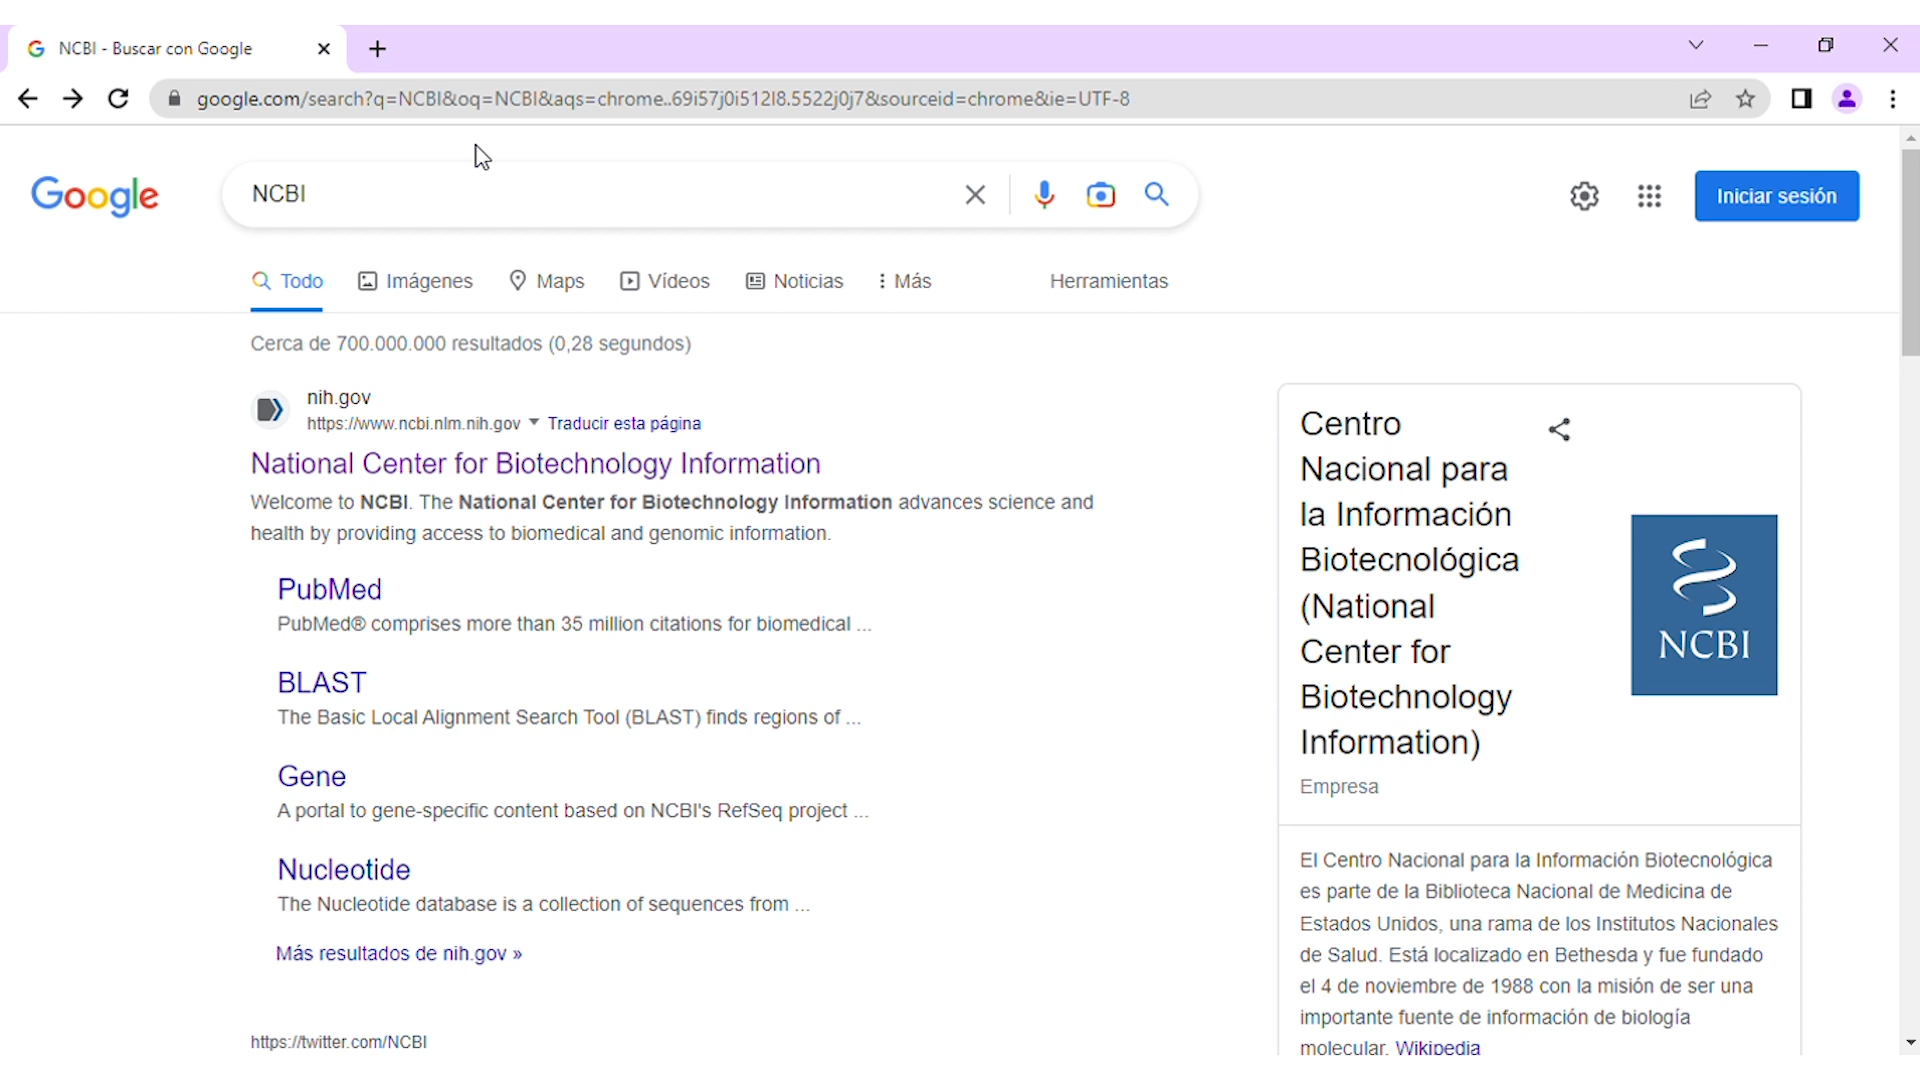 NCBI - Buscar con Google
google.com/search?q=NCBI&oq=NCBI&aqs=chrome..69i57j0i512l8.5522j0j7&sourceid=chrome&ie=UTF-8
Google
NCBI
Iniciar sesión
Todo
Imágenes
Maps
Vídeos
Noticias
Más
Herramientas
Cerca de 700.000.000 resultados (0,28 segundos)
nih.gov
https://www.ncbi.nlm.nih.gov
Traducir esta página
National Center for Biotechnology Information
Welcome to NCBI. The National Center for Biotechnology Information advances science and
health by providing access to biomedical and genomic information.
PubMed
PubMed® comprises more than 35 million citations for biomedical ...
BLAST
The Basic Local Alignment Search Tool (BLAST) finds regions of ...
Gene
A portal to gene-specific content based on NCBI's RefSeq project ...
Nucleotide
The Nucleotide database is a collection of sequences from ...
Más resultados de nih.gov »
https://twitter.com/NCBI
Centro
Nacional para
la Información
Biotecnológica
(National
Center for
Biotechnology
Information)
Empresa
NCBI
El Centro Nacional para la Información Biotecnológica
es parte de la Biblioteca Nacional de Medicina de
Estados Unidos, una rama de los Institutos Nacionales
de Salud. Está localizado en Bethesda y fue fundado
el 4 de noviembre de 1988 con la misión de ser una
importante fuente de información de biología
molecular. Wikipedia